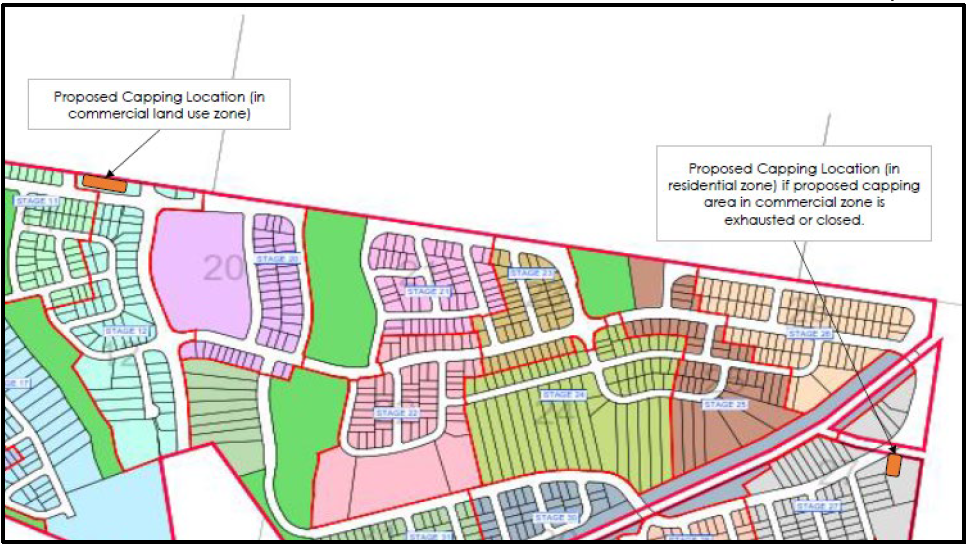 Proposed Capping Location (in
commercial land use zone)
Proposed Capping Location (in
residential zone) if proposed capping
area in commercial zone is
exhausted or closed.
STAGE 11
20
STAGE 20
STAGE 21
STAGE 23
STAGE 12
STAGE 26
STAGE 22
STAGE 24
STAGE 25
STAGE 27
STAGE 30